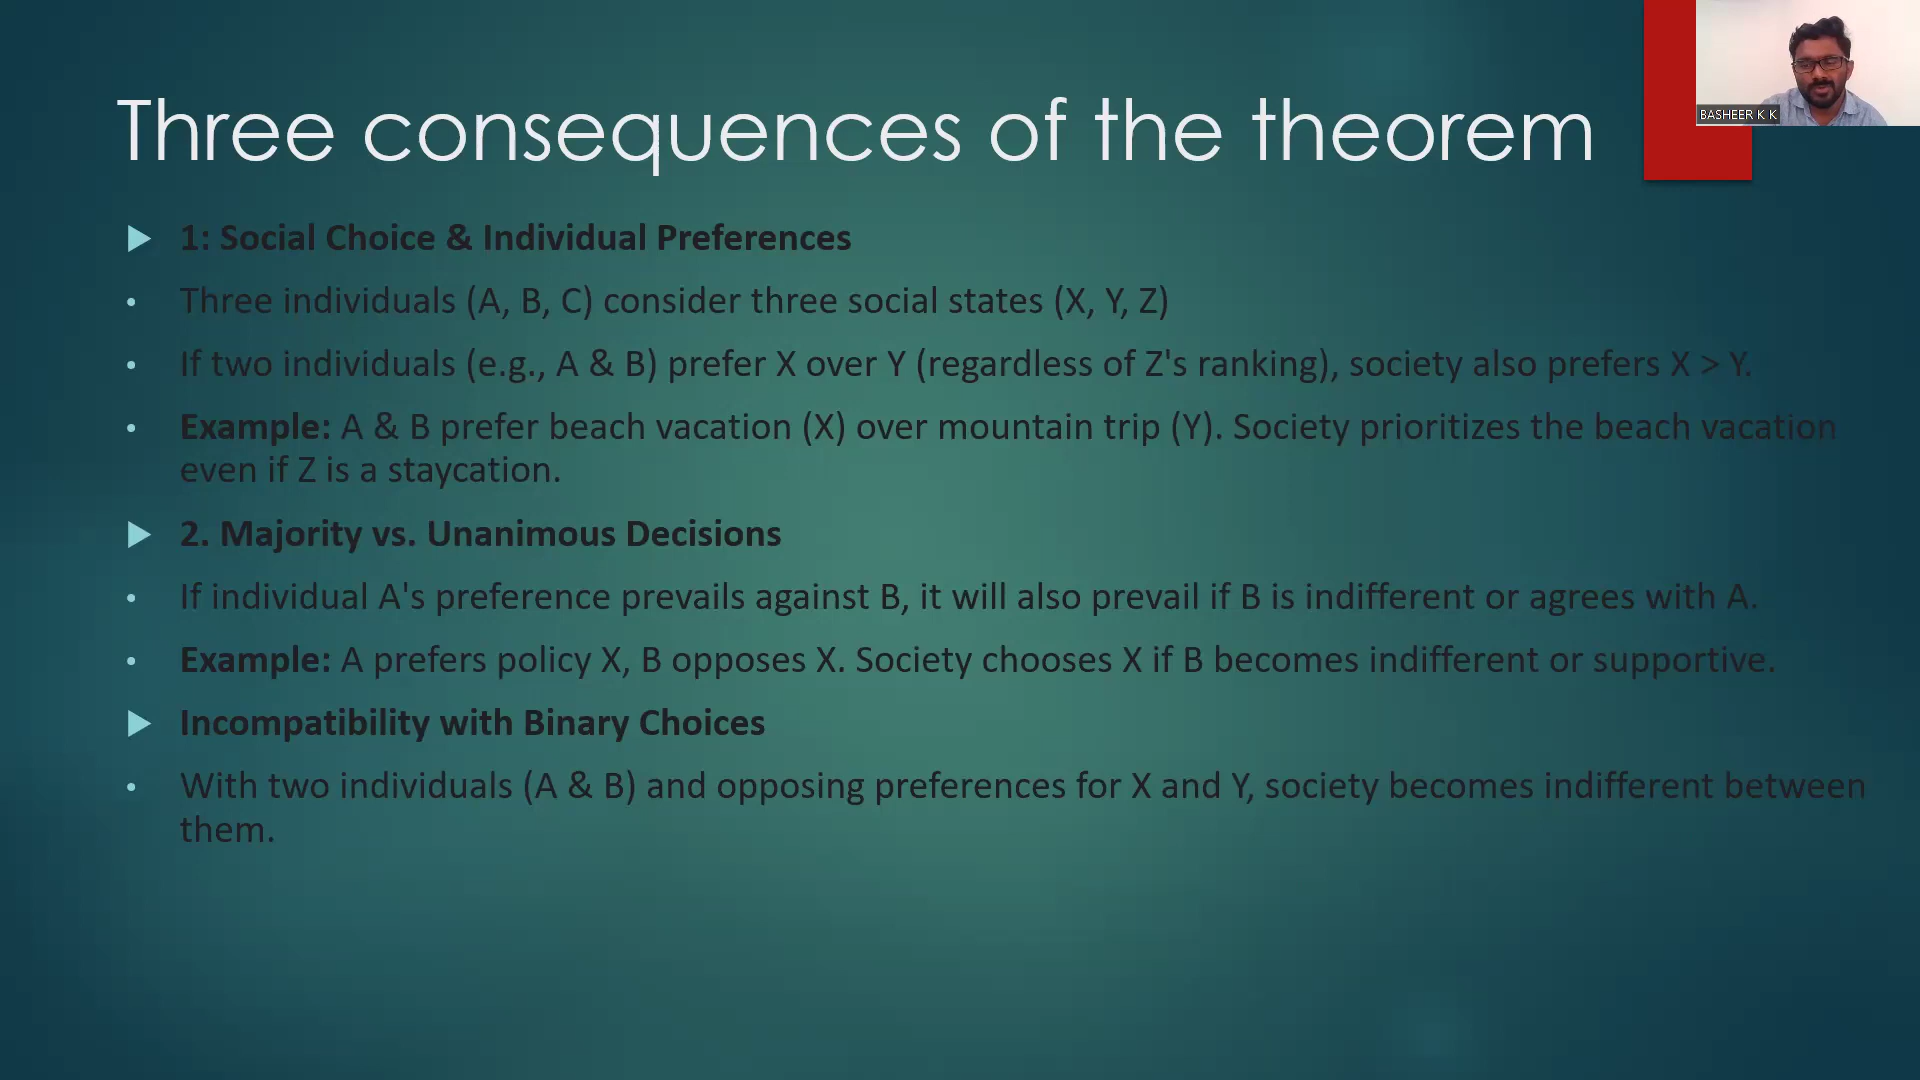 Three consequences of the theorem
BASHEER K K
1: Social Choice & Individual Preferences
Three individuals (A, B, C) consider three social states (X, Y, Z)
If two individuals (e.g., A & B) prefer X over Y (regardless of Z's ranking), society also prefers X > Y.
Example: A & B prefer beach vacation (X) over mountain trip (Y). Society prioritizes the beach vacation
even if Z is a staycation.
2. Majority vs. Unanimous Decisions
If individual A's preference prevails against B, it will also prevail if B is indifferent or agrees with A.
Example: A prefers policy X, B opposes X. Society chooses X if B becomes indifferent or supportive.
Incompatibility with Binary Choices
With two individuals (A & B) and opposing preferences for X and Y, society becomes indifferent between
them.